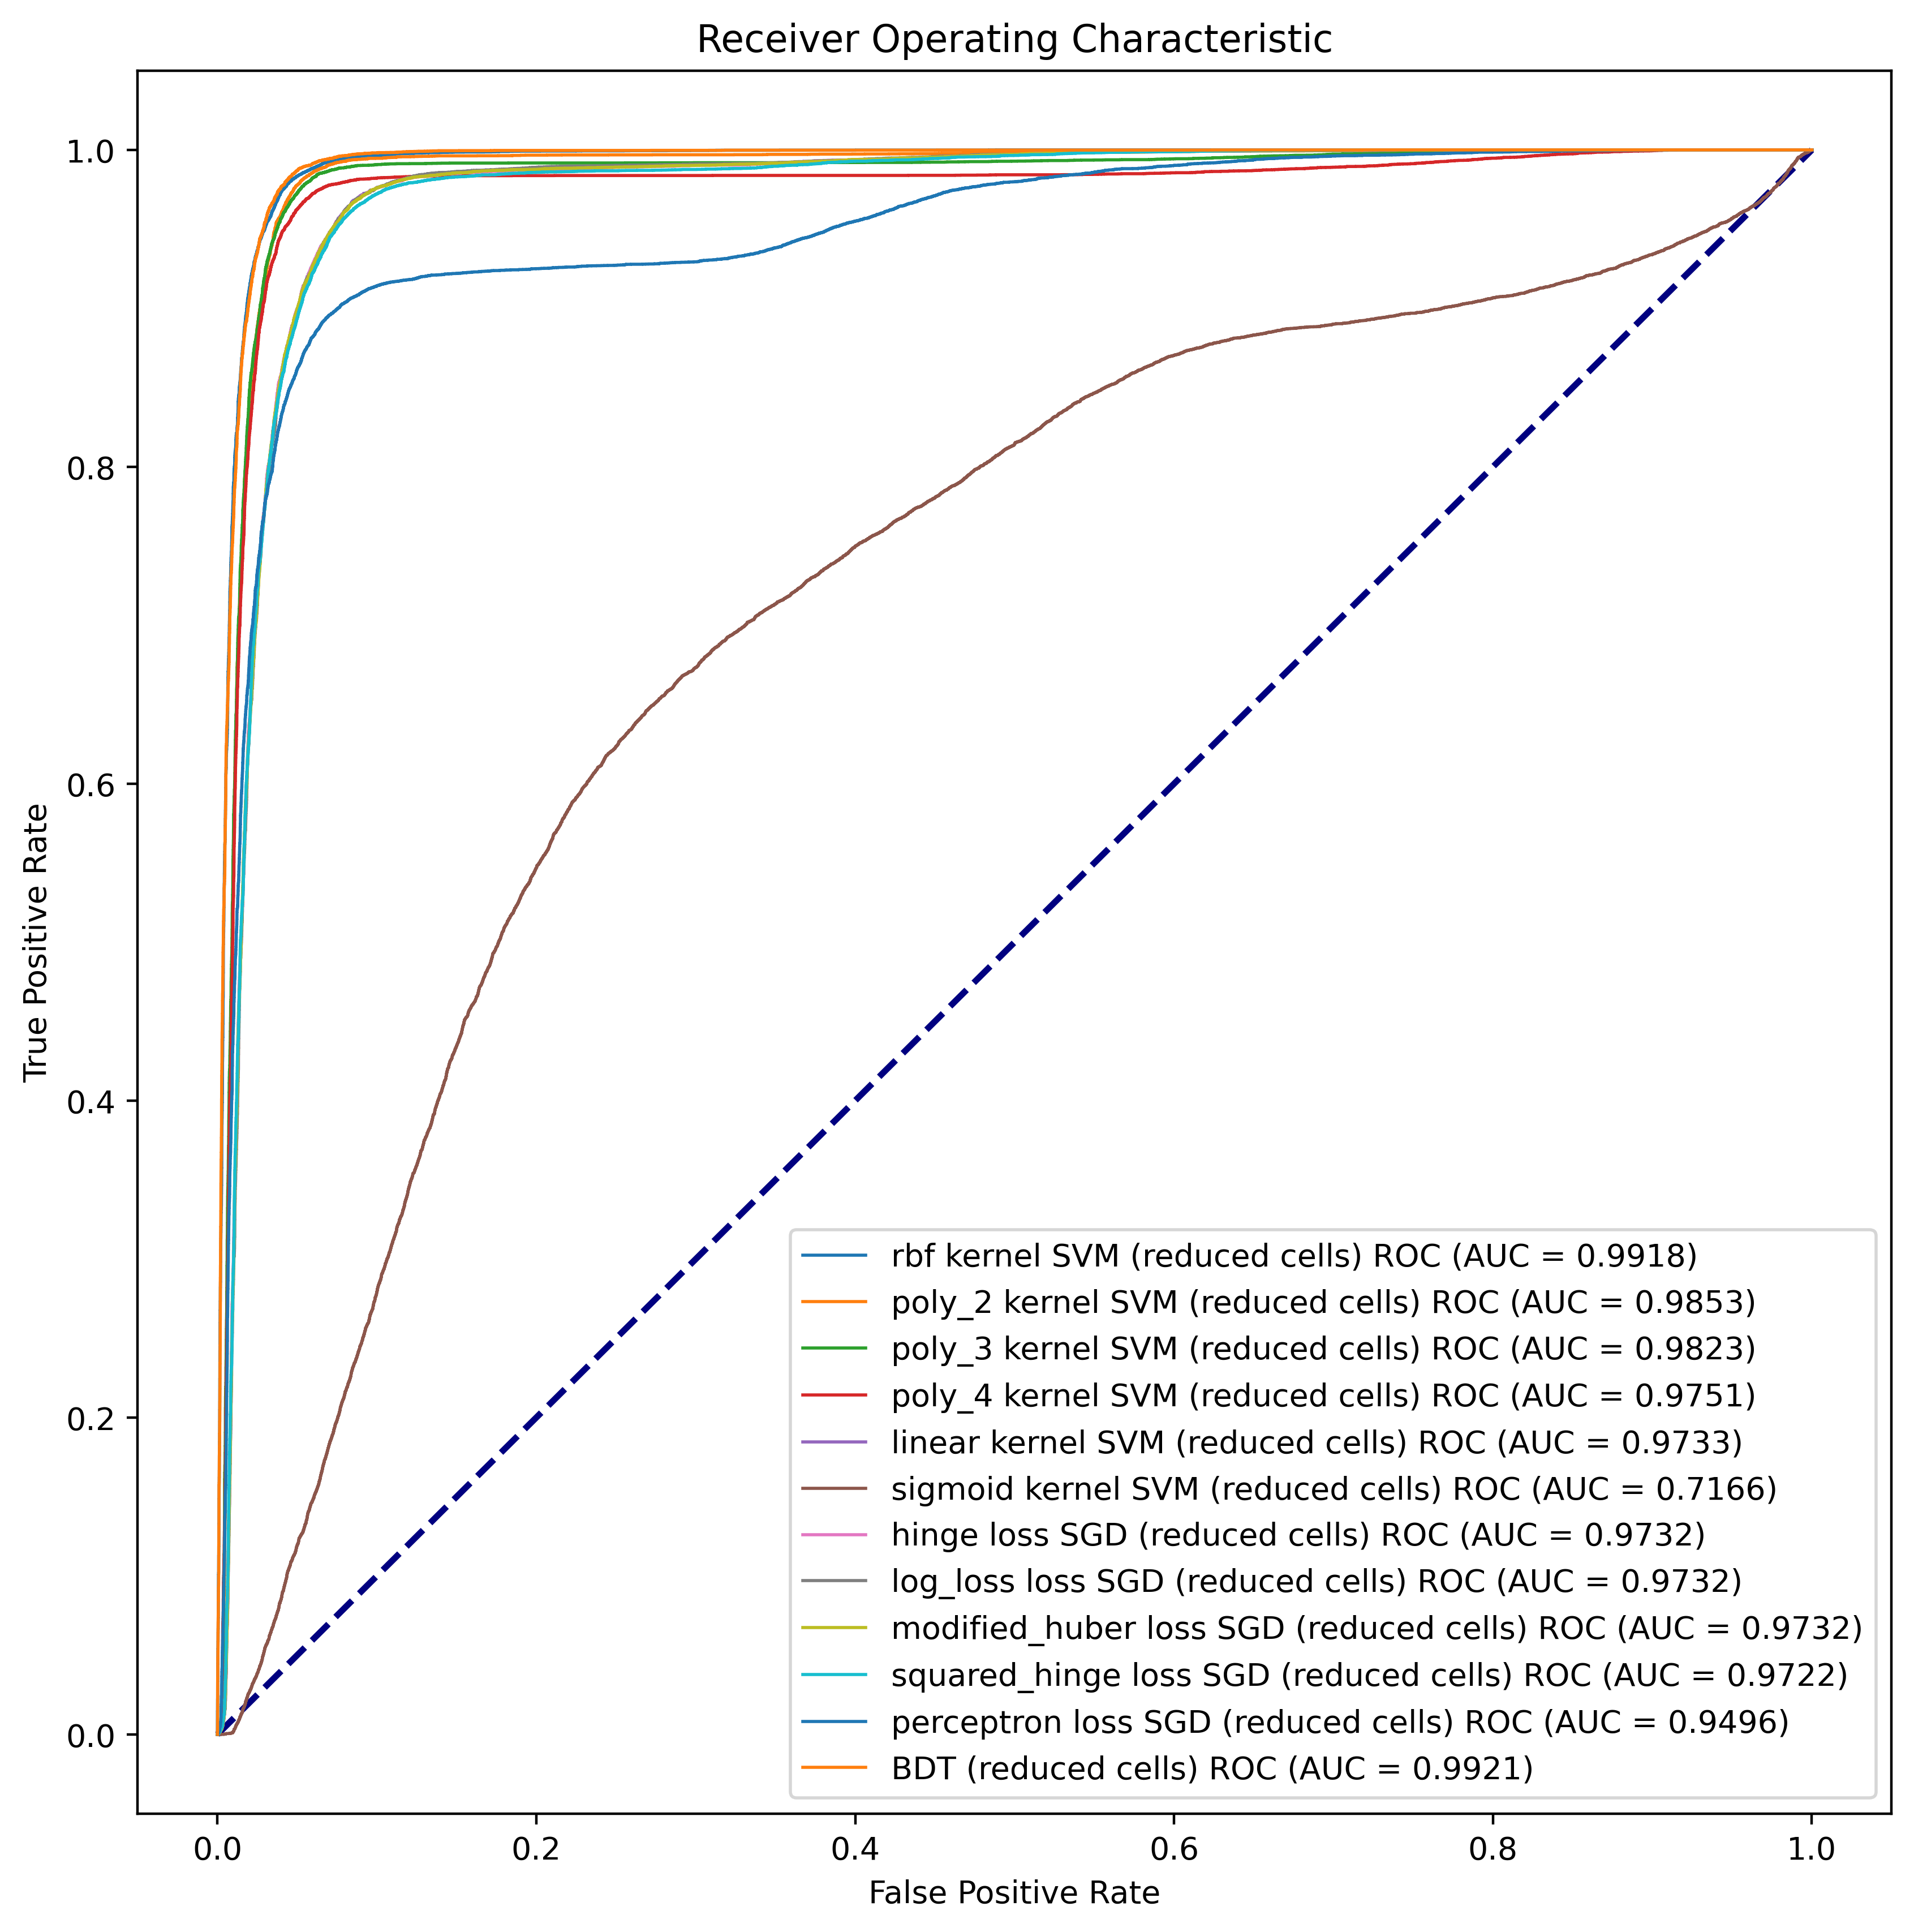 Receiver Operating Characteristic
1.0
0.8
0.6
0.4
0.2
0.0
True Positive Rate
rbf kernel SVM (reduced cells) ROC (AUC = 0.9918)
poly_2 kernel SVM (reduced cells) ROC (AUC = 0.9853)
poly_3 kernel SVM (reduced cells) ROC (AUC = 0.9823)
poly_4 kernel SVM (reduced cells) ROC (AUC = 0.9751)
linear kernel SVM (reduced cells) ROC (AUC = 0.9733)
sigmoid kernel SVM (reduced cells) ROC (AUC = 0.7166)
hinge loss SGD (reduced cells) ROC (AUC = 0.9732)
log_loss loss SGD (reduced cells) ROC (AUC = 0.9732)
modified_huber loss SGD (reduced cells) ROC (AUC = 0.9732)
squared_hinge loss SGD (reduced cells) ROC (AUC = 0.9722)
perceptron loss SGD (reduced cells) ROC (AUC = 0.9496)
BDT (reduced cells) ROC (AUC = 0.9921)
0.0 0.2 0.4 0.6 0.8 1.0
False Positive Rate